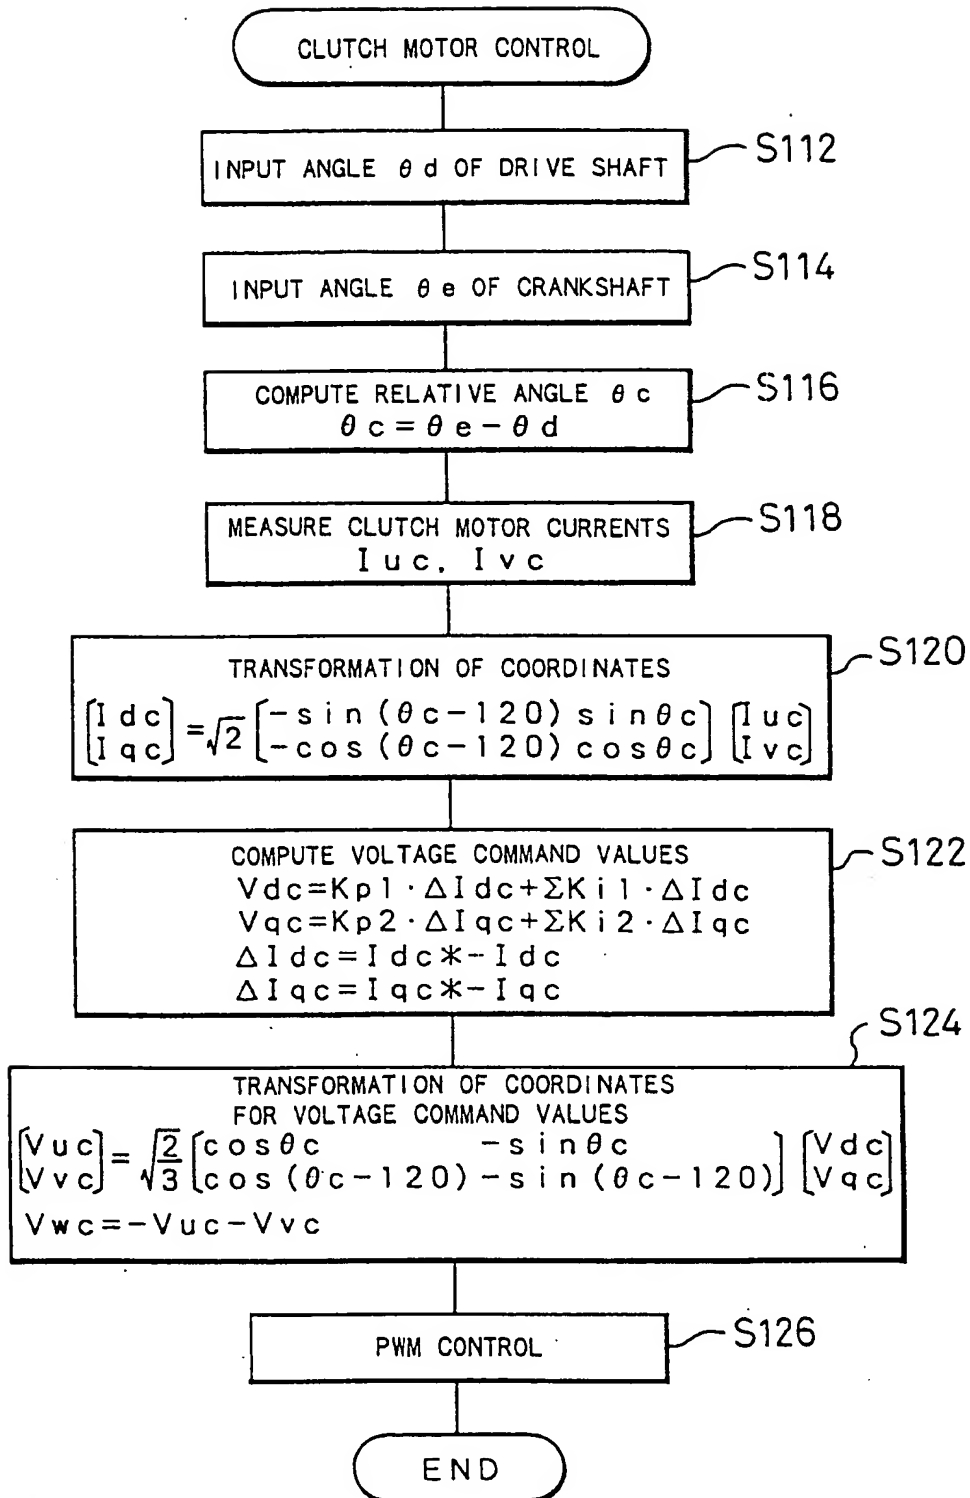 CLUTCH MOTOR CONTROL
INPUT ANGLE θd OF DRIVE SHAFT
S112
INPUT ANGLE θe OF CRANKSHAFT
S114
COMPUTE RELATIVE ANGLE θc
θc=θe-θd
S116
MEASURE CLUTCH MOTOR CURRENTS
Iuc, Ivc
S118
TRANSFORMATION OF COORDINATES
S120
[Idc] =√2 [-sin(θc-120) sinθc] [Iuc]
[Iqc] [-cos(θc-120) cosθc] [Ivc]
COMPUTE VOLTAGE COMMAND VALUES
S122
Vdc=Kp1·ΔIdc+ΣKi1·ΔIdc
Vqc=Kp2·ΔIqc+ΣKi2·ΔIqc
ΔIdc=Idc*-Idc
ΔIqc=Iqc*-Iqc
S124
TRANSFORMATION OF COORDINATES
FOR VOLTAGE COMMAND VALUES
[Vuc] = √2/3 [cosθc -sinθc] [Vdc]
[Vvc] [cos(θc-120) -sin(θc-120)] [Vqc]
Vwc=-Vuc-Vvc
PWM CONTROL
S126
END